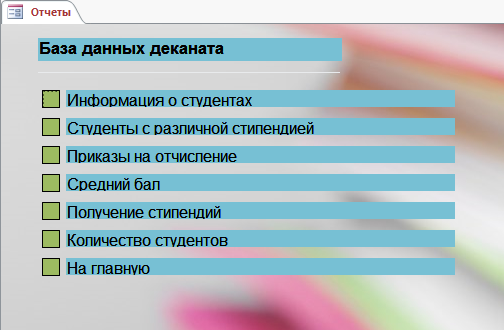 Отчеты
База данных деканата
Информация о студентах
Студенты с различной стипендией
Приказы на отчисление
Средний бал
Получение стипендий
Количество студентов
На главную